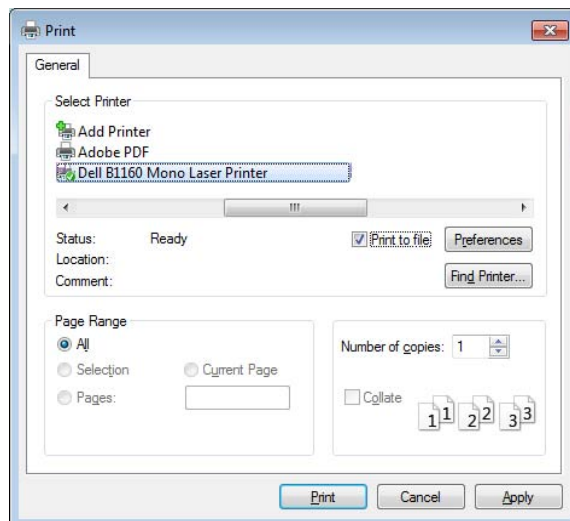 Print
General
Select Printer
Add Printer
Adobe PDF
Dell B1160 Mono Laser Printer
Status: Ready
Print to file
Preferences
Location:
Comment:
Find Printer...
Page Range
All
Selection
Current Page
Pages:
Number of copies: 1
Collate
1 1 2 2 3 3
Print Cancel Apply